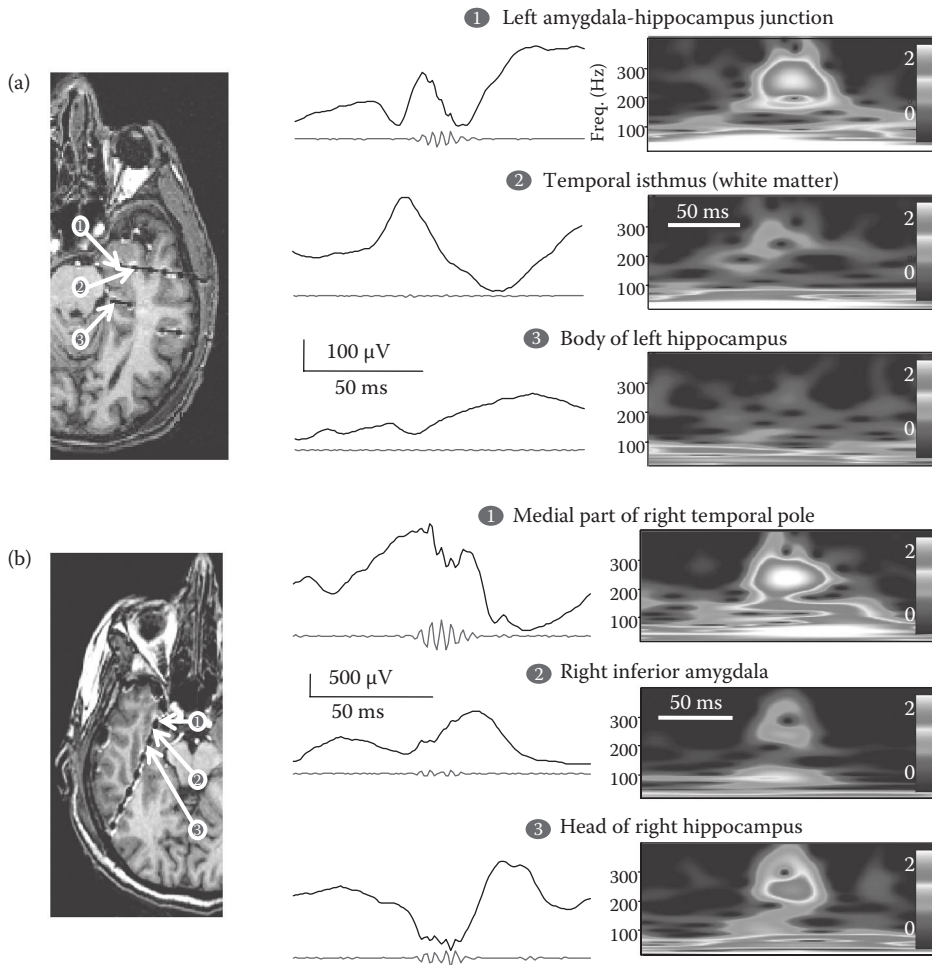 1 Left amygdala-hippocampus junction
(a)
Freq. (Hz)
300
200
100
2
0
2 Temporal isthmus (white matter)
50 ms
300
200
100
2
0
1
2
3
3 Body of left hippocampus
100 µV
50 ms
300
200
100
2
0
1 Medial part of right temporal pole
(b)
300
200
100
2
0
500 µV
50 ms
2 Right inferior amygdala
50 ms
300
200
100
2
0
1
2
3
3 Head of right hippocampus
300
200
100
2
0